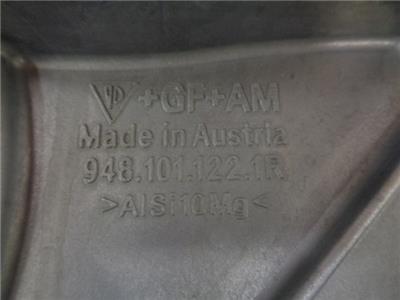 +GF+AM
Made in Austria
948.101.122.1R
>AlSi10Mg<